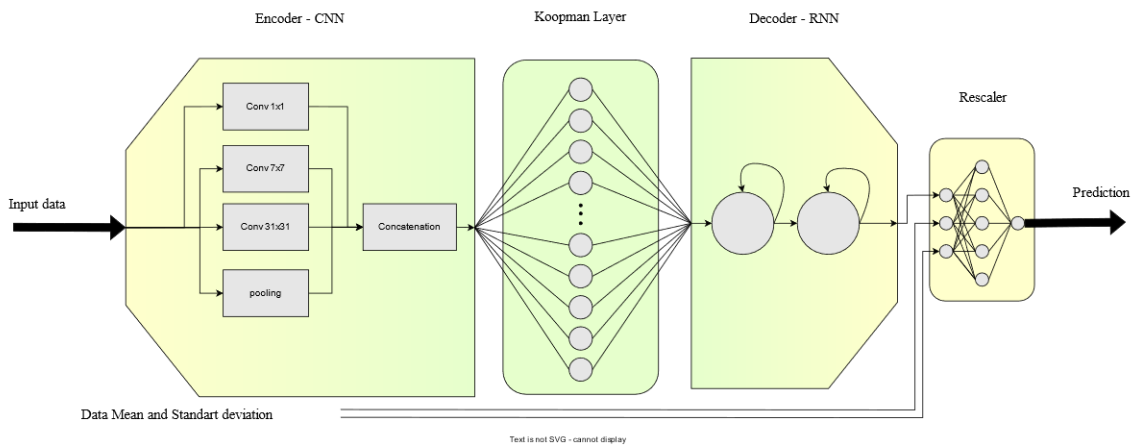 Encoder - CNN
Koopman Layer
Decoder - RNN
Rescaler
Conv 1x1
Conv 7x7
Conv 31x31
pooling
Concatenation
Input data
Prediction
Data Mean and Standart deviation
Text is not SVG - cannot display